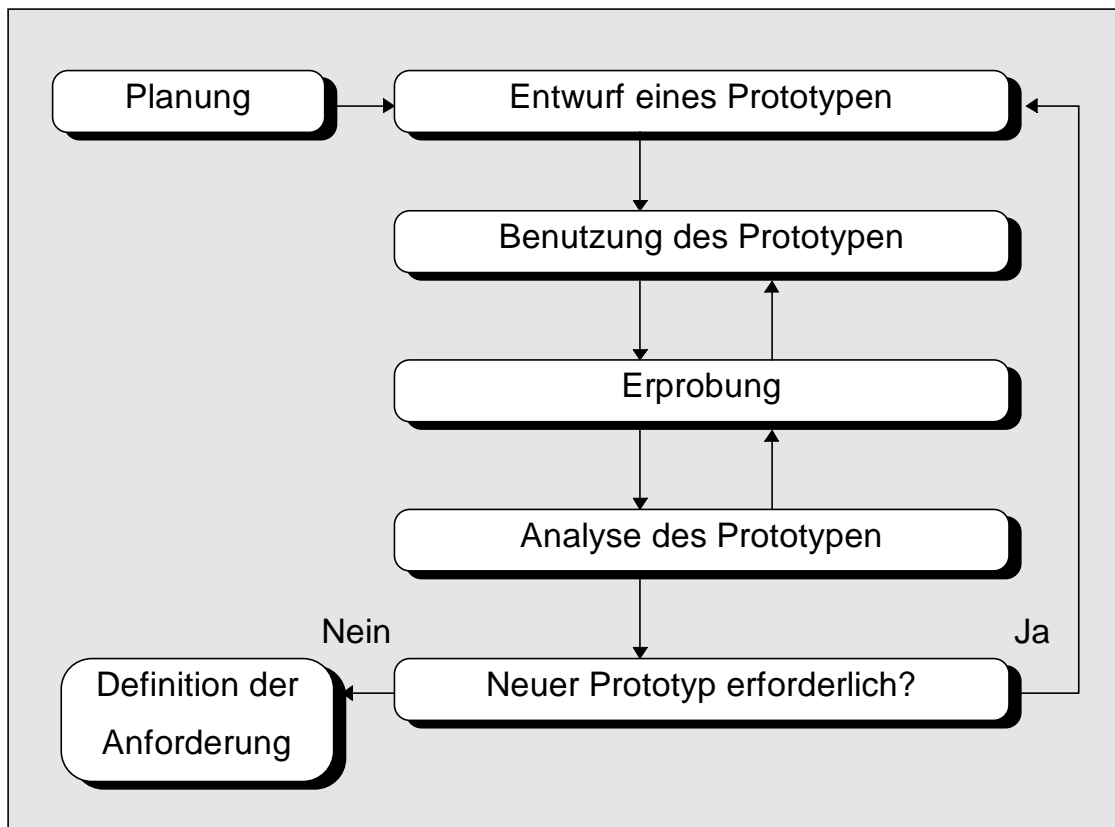 Planung
Entwurf eines Prototypen
Benutzung des Prototypen
Erprobung
Analyse des Prototypen
Nein
Ja
Definition der
Anforderung
Neuer Prototyp erforderlich?